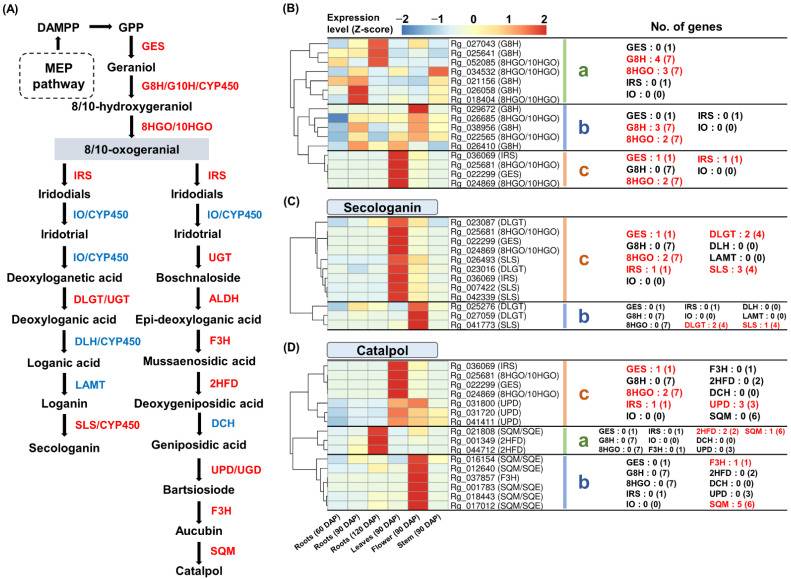 (A)
DAMPP
GPP
GES
MEP
pathway
Geraniol
G8H/G10H/CYP450
8/10-hydroxygeraniol
8HGO/10HGO
8/10-oxogeranial
IRS
IRS
Iridodials
Iridodials
IO/CYP450
IO/CYP450
Iridotrial
Iridotrial
IO/CYP450
UGT
Deoxyloganetic acid
Boschnaloside
DLGT/UGT
ALDH
Deoxyloganic acid
Epi-deoxyloganic acid
DLH/CYP450
F3H
Loganic acid
Mussaenosidic acid
LAMT
2HFD
Loganin
Deoxygeniposidic acid
SLS/CYP450
DCH
Secologanin
Geniposidic acid
UPD/UGD
Bartsiosiode
F3H
Aucubin
SQM
Catalpol
(B)
Expression
level (Z-score)
−2 −1 0 1 2
No. of genes
Rg_027043 (G8H)
Rg_025641 (G8H)
Rg_052085 (8HGO/10HGO)
Rg_034532 (8HGO/10HGO)
Rg_021156 (G8H)
Rg_026058 (G8H)
Rg_018404 (8HGO/10HGO)
a
GES : 0 (1)
G8H : 4 (7)
8HGO : 3 (7)
IRS : 0 (1)
IO : 0 (0)
Rg_029672 (G8H)
Rg_026685 (8HGO/10HGO)
Rg_038956 (G8H)
Rg_022565 (8HGO/10HGO)
Rg_026410 (G8H)
b
GES : 0 (1) IRS : 0 (1)
G8H : 0 (7) IO : 0 (0)
G8H : 3 (7)
8HGO : 2 (7)
Rg_036069 (IRS)
Rg_025681 (8HGO/10HGO)
Rg_022299 (GES)
Rg_024869 (8HGO/10HGO)
c
GES : 1 (1) IRS : 1 (1)
G8H : 0 (7) IO : 0 (0)
8HGO : 2 (7)
(C)
Secologanin
Rg_023087 (DLGT)
Rg_025681 (8HGO/10HGO)
Rg_022299 (GES)
Rg_024869 (8HGO/10HGO)
Rg_026493 (SLS)
Rg_023016 (DLGT)
Rg_036069 (IRS)
Rg_007422 (SLS)
Rg_042339 (SLS)
c
GES : 1 (1) DLGT : 2 (4)
G8H : 0 (7) DLH : 0 (0)
8HGO : 2 (7) LAMT : 0 (0)
IRS : 1 (1) SLS : 3 (4)
IO : 0 (0)
Rg_025276 (DLGT)
Rg_027059 (DLGT)
Rg_041773 (SLS)
b
GES : 0 (1) IRS : 0 (1) DLH : 0 (0)
G8H : 0 (7) IO : 0 (0) LAMT : 0 (0)
8HGO : 0 (7) DLGT : 2 (4) SLS : 1 (4)
(D)
Catalpol
Rg_036069 (IRS)
Rg_025681 (8HGO/10HGO)
Rg_022299 (GES)
Rg_024869 (8HGO/10HGO)
Rg_031800 (UPD)
Rg_031720 (UPD)
Rg_041411 (UPD)
c
GES : 1 (1) F3H : 0 (1)
G8H : 0 (7) 2HFD : 0 (2)
8HGO : 2 (7) DCH : 0 (0)
IRS : 1 (1) UPD : 3 (3)
IO : 0 (0) SQM : 0 (6)
Rg_021808 (SQM/SQE)
Rg_001349 (2HFD)
Rg_044712 (2HFD)
a
GES : 0 (1) IRS : 0 (1) 2HFD : 2 (2) SQM : 1 (6)
G8H : 0 (7) IO : 0 (0) DCH : 0 (0)
8HGO : 0 (7) F3H : 0 (1) UPD : 0 (3)
Rg_016154 (SQM/SQE)
Rg_012640 (SQM/SQE)
Rg_037857 (F3H)
Rg_001783 (SQM/SQE)
Rg_018443 (SQM/SQE)
Rg_017012 (SQM/SQE)
b
GES : 0 (1) F3H : 1 (1)
G8H : 0 (7) 2HFD : 0 (2)
8HGO : 0 (7) DCH : 0 (0)
IRS : 0 (1) UPD : 0 (3)
IO : 0 (0) SQM : 5 (6)
Roots (60 DAP)
Roots (90 DAP)
Roots (120 DAP)
Leaves (90 DAP)
Flower (90 DAP)
Stem (90 DAP)